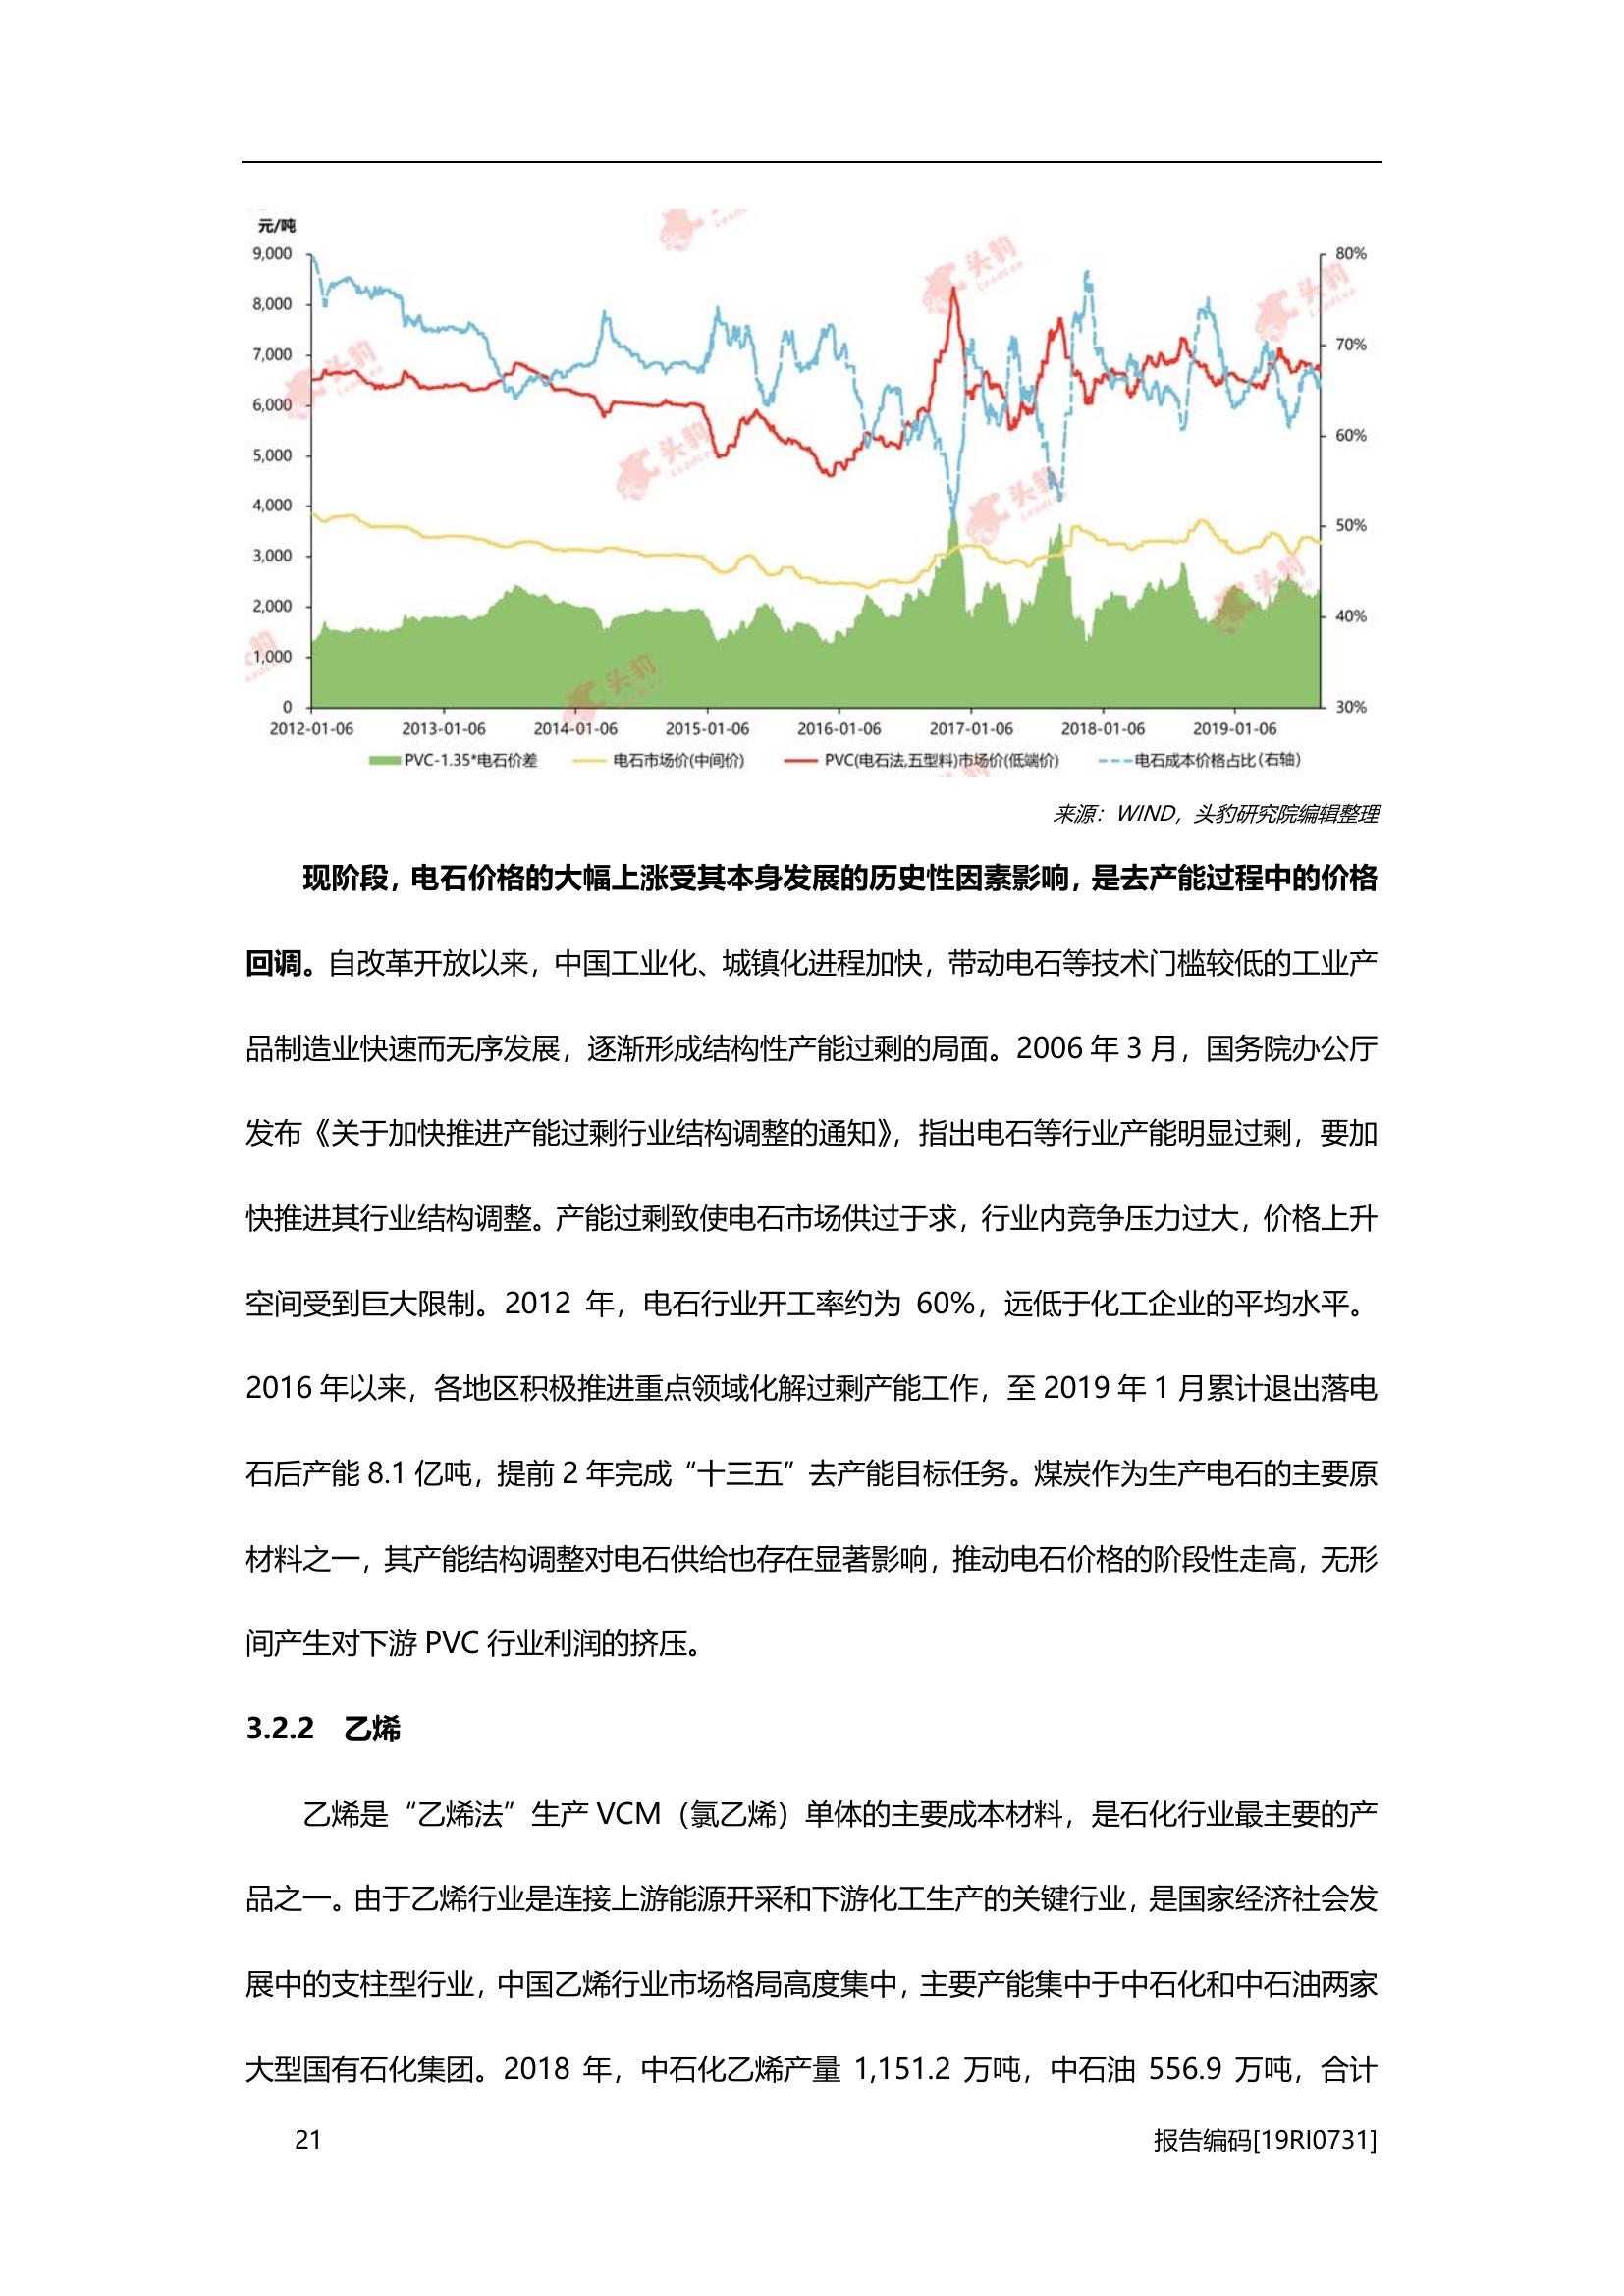 元/吨
9,000
8,000
7,000
6,000
5,000
4,000
3,000
2,000
1,000
0
80%
70%
60%
50%
40%
30%
2012-01-06 2013-01-06 2014-01-06 2015-01-06 2016-01-06 2017-01-06 2018-01-06 2019-01-06
PVC-1.35*电石价差 电石市场价(中间价) PVC(电石法,五型料)市场价(低端价) 电石成本价格占比(右轴)
头豹
LeadLeo
来源：WIND，头豹研究院编辑整理
现阶段，电石价格的大幅上涨受其本身发展的历史性因素影响，是去产能过程中的价格
回调。自改革开放以来，中国工业化、城镇化进程加快，带动电石等技术门槛较低的工业产
品制造业快速而无序发展，逐渐形成结构性产能过剩的局面。2006 年 3 月，国务院办公厅
发布《关于加快推进产能过剩行业结构调整的通知》，指出电石等行业产能明显过剩，要加
快推进其行业结构调整。产能过剩致使电石市场供过于求，行业内竞争压力过大，价格上升
空间受到巨大限制。2012 年，电石行业开工率约为 60%，远低于化工企业的平均水平。
2016 年以来，各地区积极推进重点领域化解过剩产能工作，至 2019 年 1 月累计退出落电
石后产能 8.1 亿吨，提前 2 年完成“十三五”去产能目标任务。煤炭作为生产电石的主要原
材料之一，其产能结构调整对电石供给也存在显著影响，推动电石价格的阶段性走高，无形
间产生对下游 PVC 行业利润的挤压。
3.2.2 乙烯
乙烯是“乙烯法”生产 VCM（氯乙烯）单体的主要成本材料，是石化行业最主要的产
品之一。由于乙烯行业是连接上游能源开采和下游化工生产的关键行业，是国家经济社会发
展中的支柱型行业，中国乙烯行业市场格局高度集中，主要产能集中于中石化和中石油两家
大型国有石化集团。2018 年，中石化乙烯产量 1,151.2 万吨，中石油 556.9 万吨，合计
21 报告编码[19RI0731]